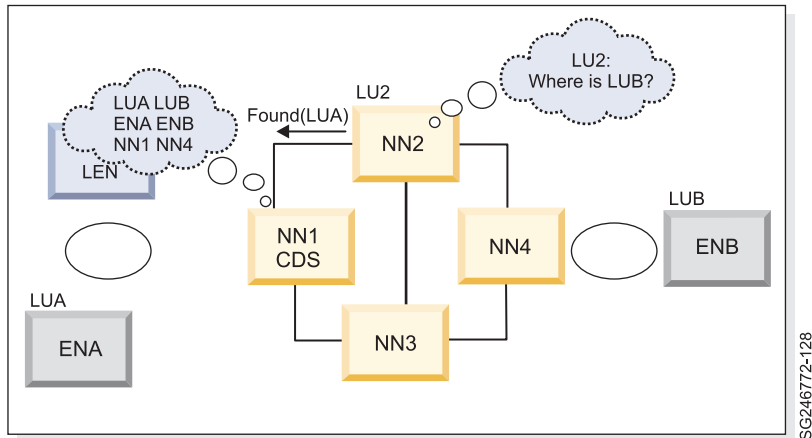 LU2:
Where is LUB?
LUA LUB
ENA ENB
NN1 NN4
LEN
Found(LUA)
LU2
NN2
NN1
CDS
NN4
LUB
ENB
LUA
ENA
NN3
SG246772-128